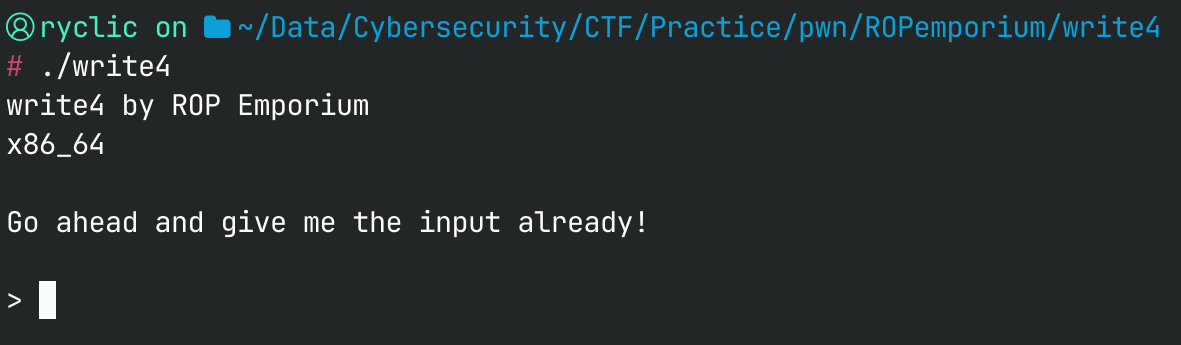 ryclic on ~/Data/Cybersecurity/CTF/Practice/pwn/ROPemporium/write4
# ./write4
write4 by ROP Emporium
x86_64
Go ahead and give me the input already!
>